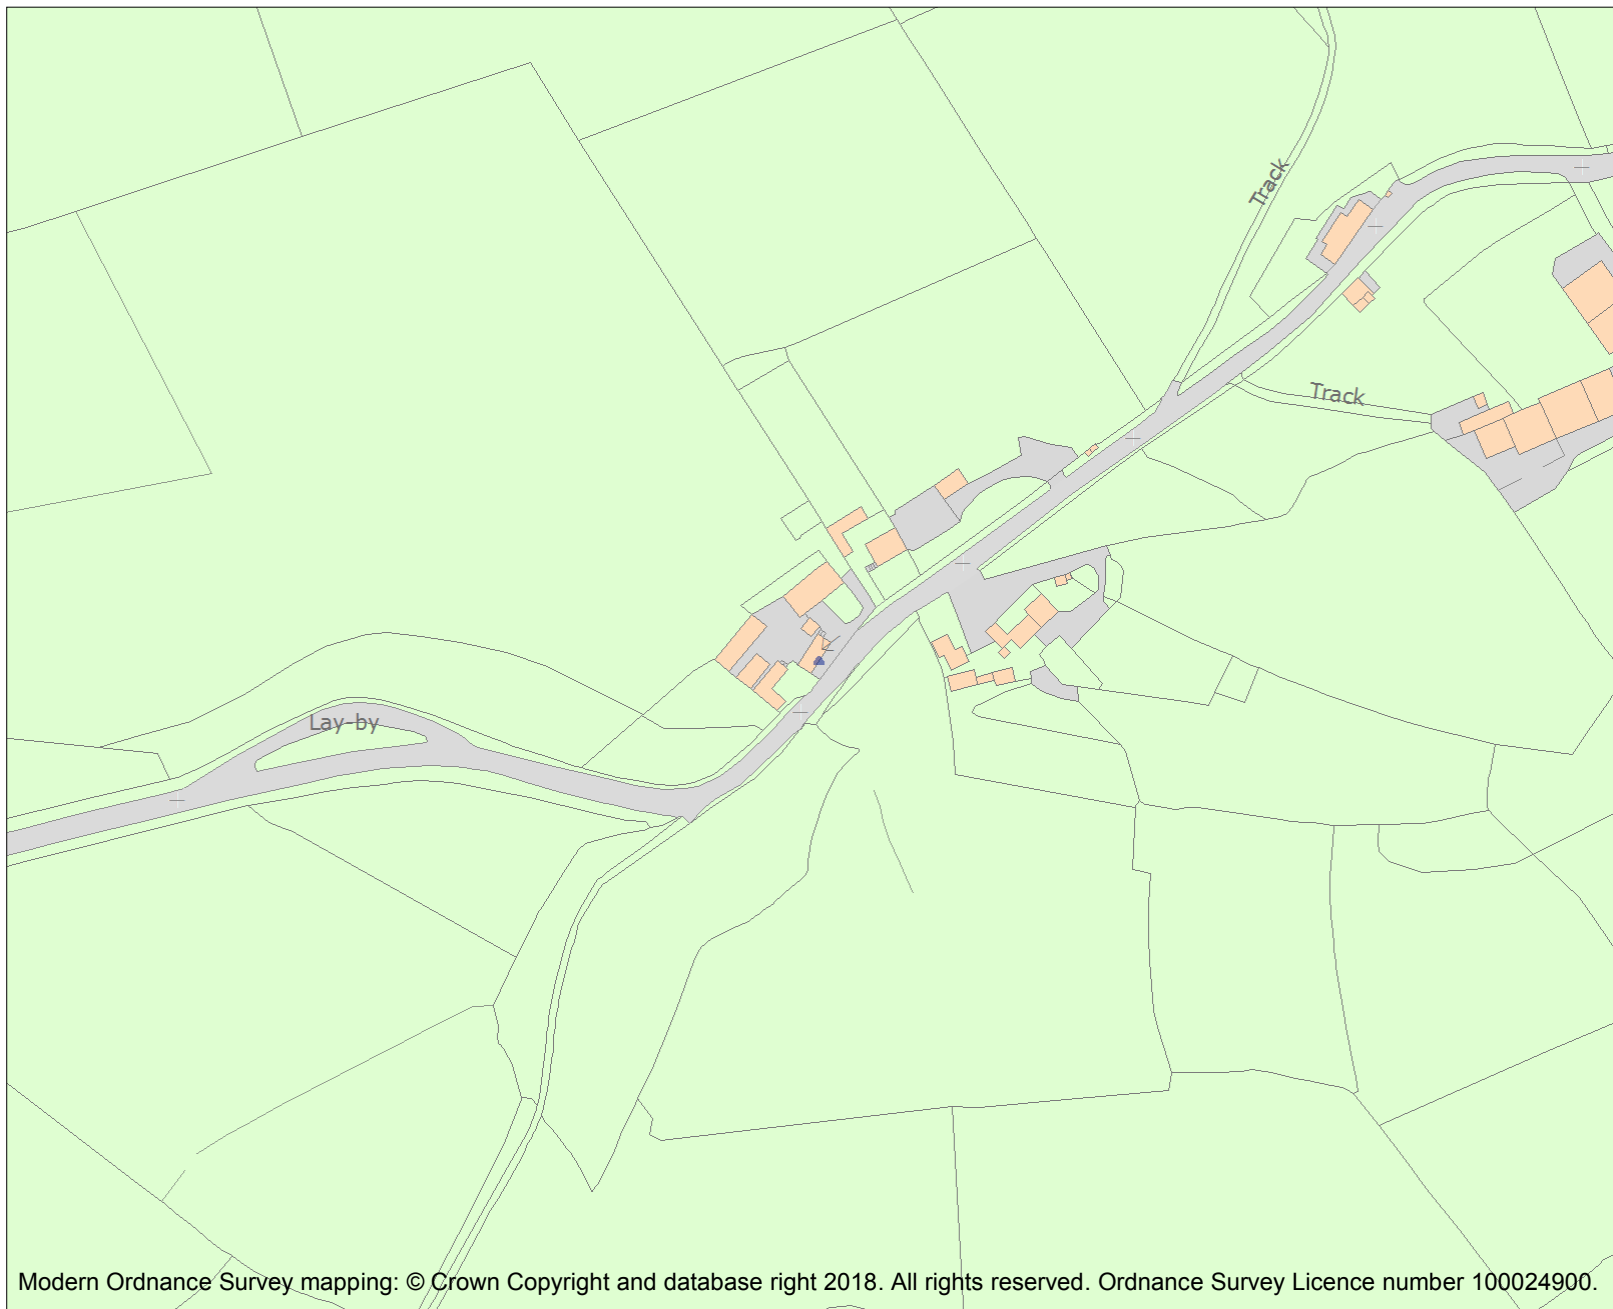 Track
Track
Lay-by
Modern Ordnance Survey mapping: © Crown Copyright and database right 2018. All rights reserved. Ordnance Survey Licence number 100024900.